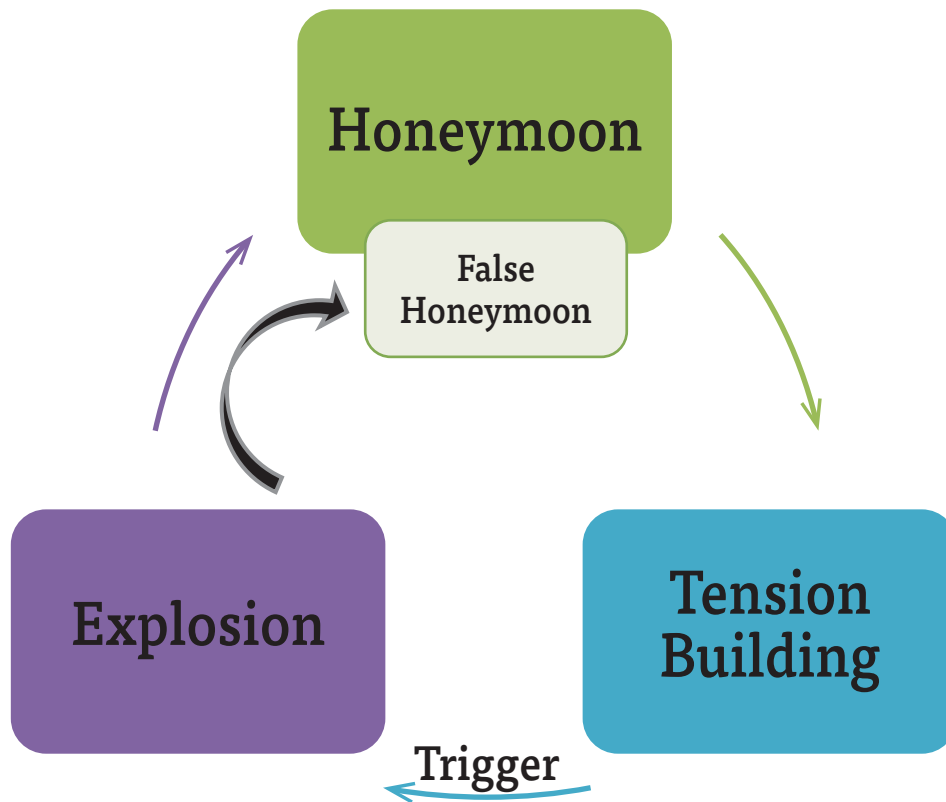 Honeymoon
False
Honeymoon
Explosion
Tension
Building
Trigger